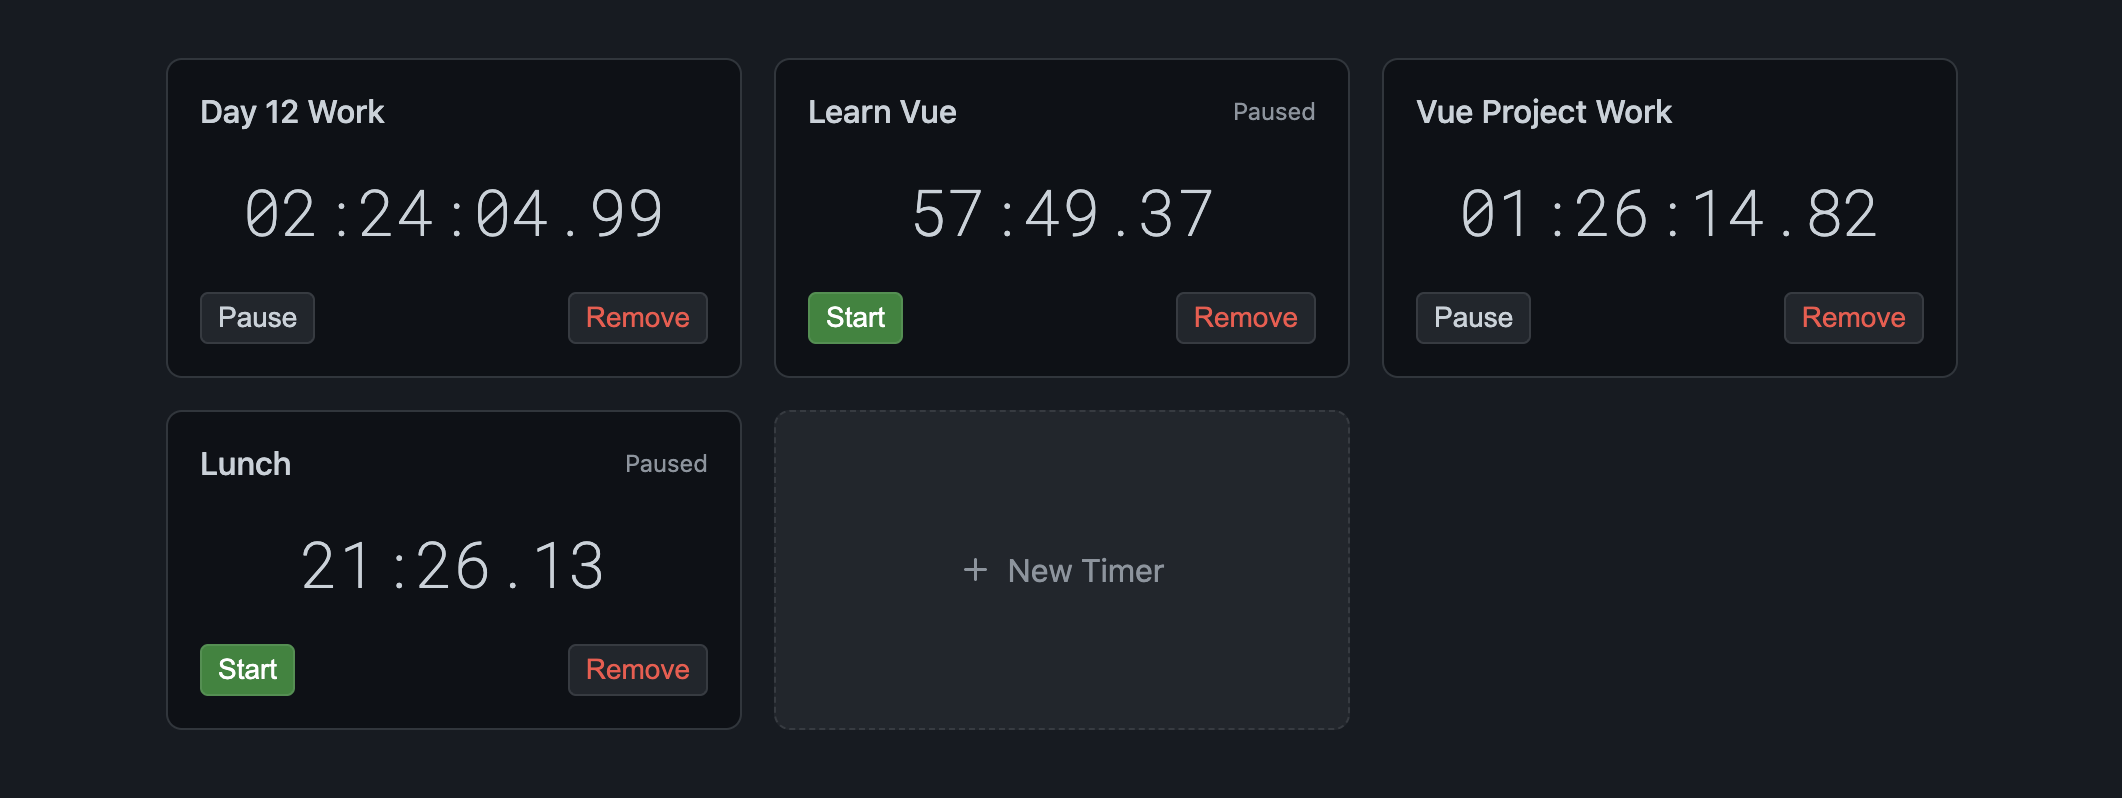 Day 12 Work
02:24:04.99
Pause
Remove
Learn Vue
Paused
57:49.37
Start
Remove
Vue Project Work
01:26:14.82
Pause
Remove
Lunch
Paused
21:26.13
Start
Remove
+ New Timer